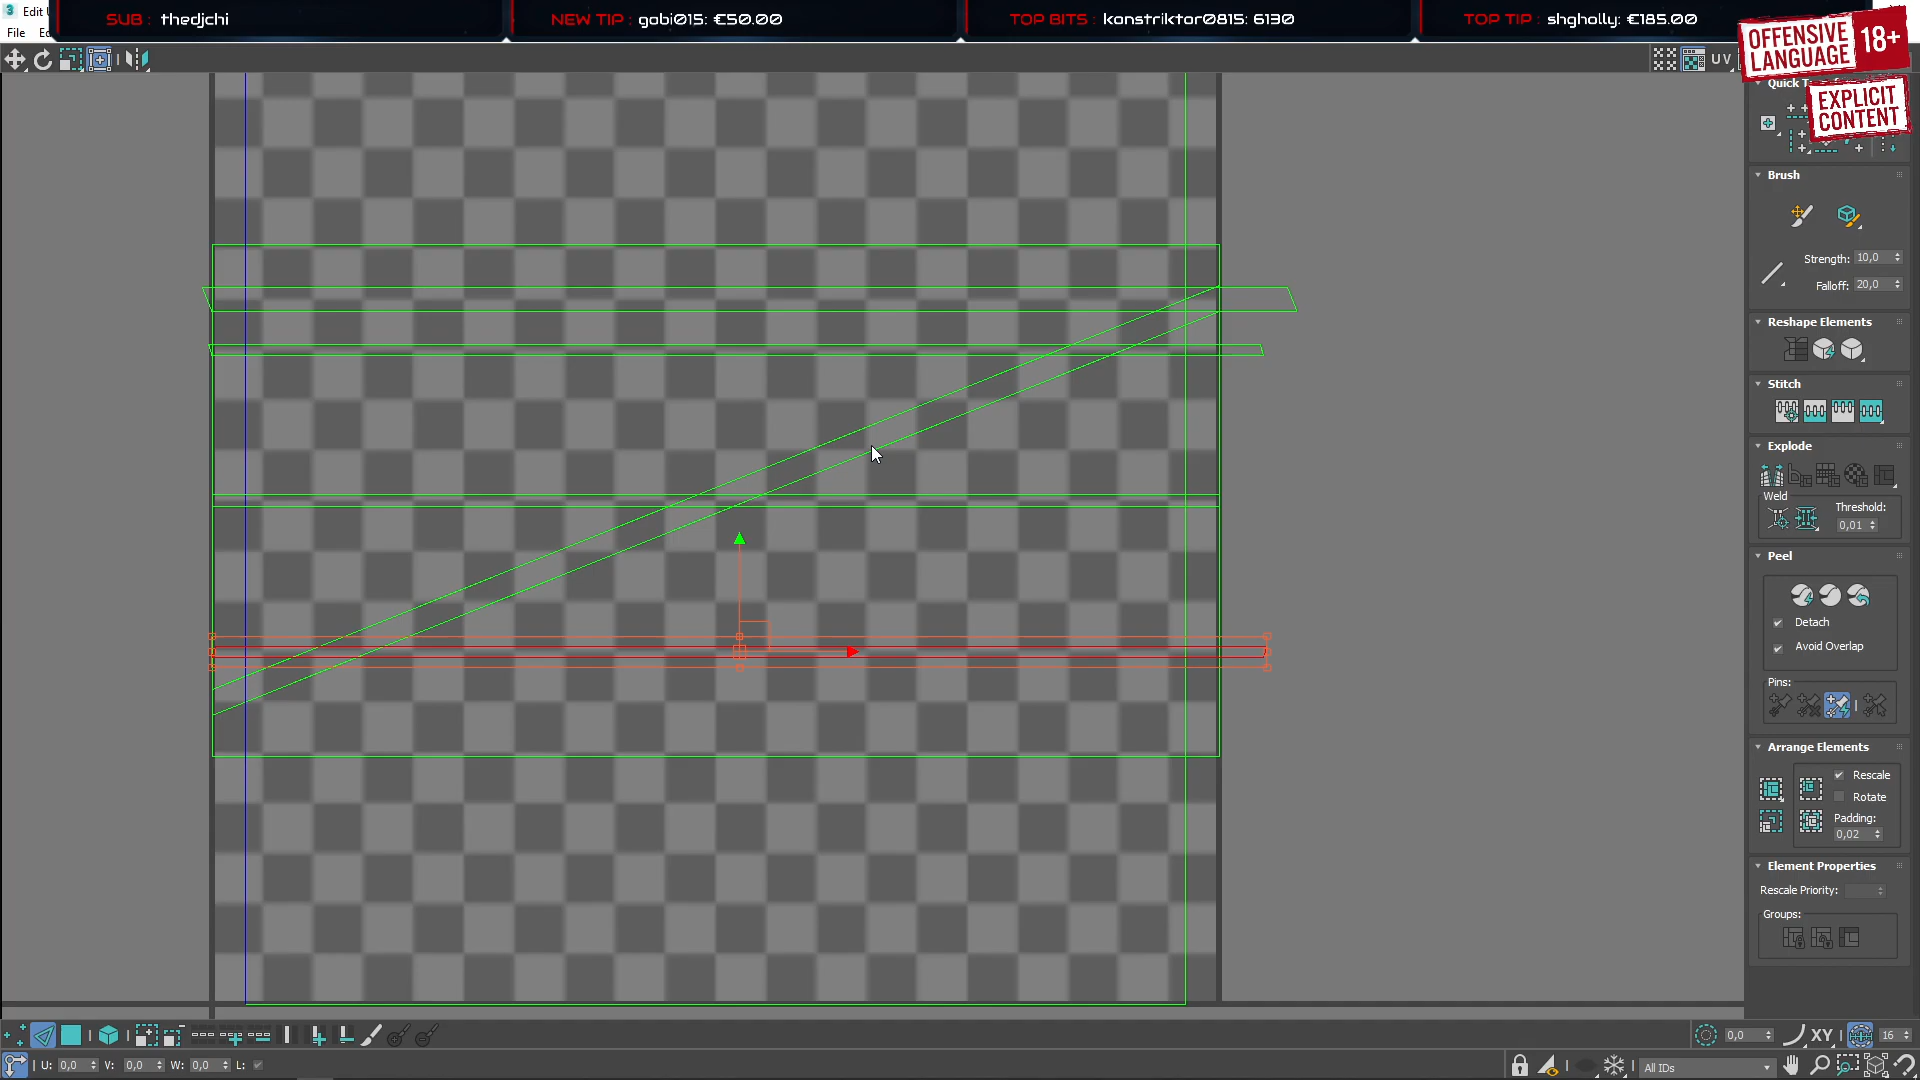 3 Edit U
SUB : thedjchi
NEW TIP : gobi015: €50.00
TOP BITS : konstriktor0815: 6130
TOP TIP : shgholly: €185.00
OFFENSIVE
LANGUAGE 18+
EXPLICIT
CONTENT
File
UV
Brush
Strength: 10,0
Falloff: 20,0
Reshape Elements
Stitch
Explode
Weld
Threshold:
0,01
Peel
Detach
Avoid Overlap
Pins:
Arrange Elements
Rescale
Rotate
Padding:
0,02
Element Properties
Rescale Priority:
Groups:
0,0 XY 16
U: 0,0 V: 0,0 W: 0,0 L:
All IDs